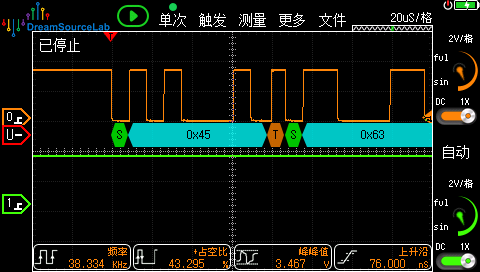 DreamSourceLab 单次 触发 测量 更多 文件 20uS/格
已停止
2V/格
ful
sin
DC 1X
0
U
S 0x45 T S 0x63
自动
2V/格
1
ful
sin
DC 1X
频率 +占空比 峰峰值 上升沿
38.334 KHz 43.295 % 3.467 V 76.000 nS